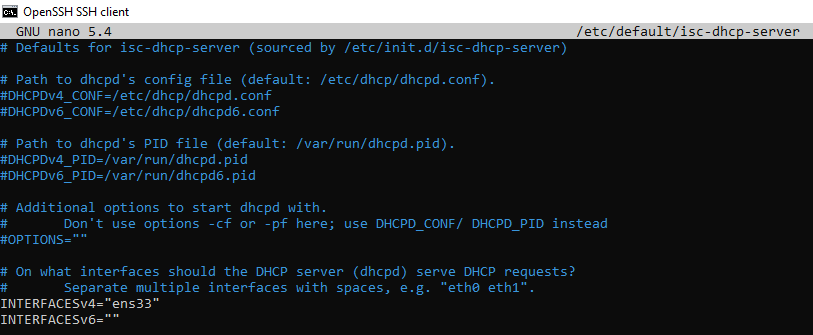 OpenSSH SSH client
GNU nano 5.4 /etc/default/isc-dhcp-server
# Defaults for isc-dhcp-server (sourced by /etc/init.d/isc-dhcp-server)
# Path to dhcpd's config file (default: /etc/dhcp/dhcpd.conf).
#DHCPDv4_CONF=/etc/dhcp/dhcpd.conf
#DHCPDv6_CONF=/etc/dhcp/dhcpd6.conf
# Path to dhcpd's PID file (default: /var/run/dhcpd.pid).
#DHCPDv4_PID=/var/run/dhcpd.pid
#DHCPDv6_PID=/var/run/dhcpd6.pid
# Additional options to start dhcpd with.
#       Don't use options -cf or -pf here; use DHCPD_CONF/ DHCPD_PID instead
#OPTIONS=""
# On what interfaces should the DHCP server (dhcpd) serve DHCP requests?
#       Separate multiple interfaces with spaces, e.g. "eth0 eth1".
INTERFACESv4="ens33"
INTERFACESv6=""